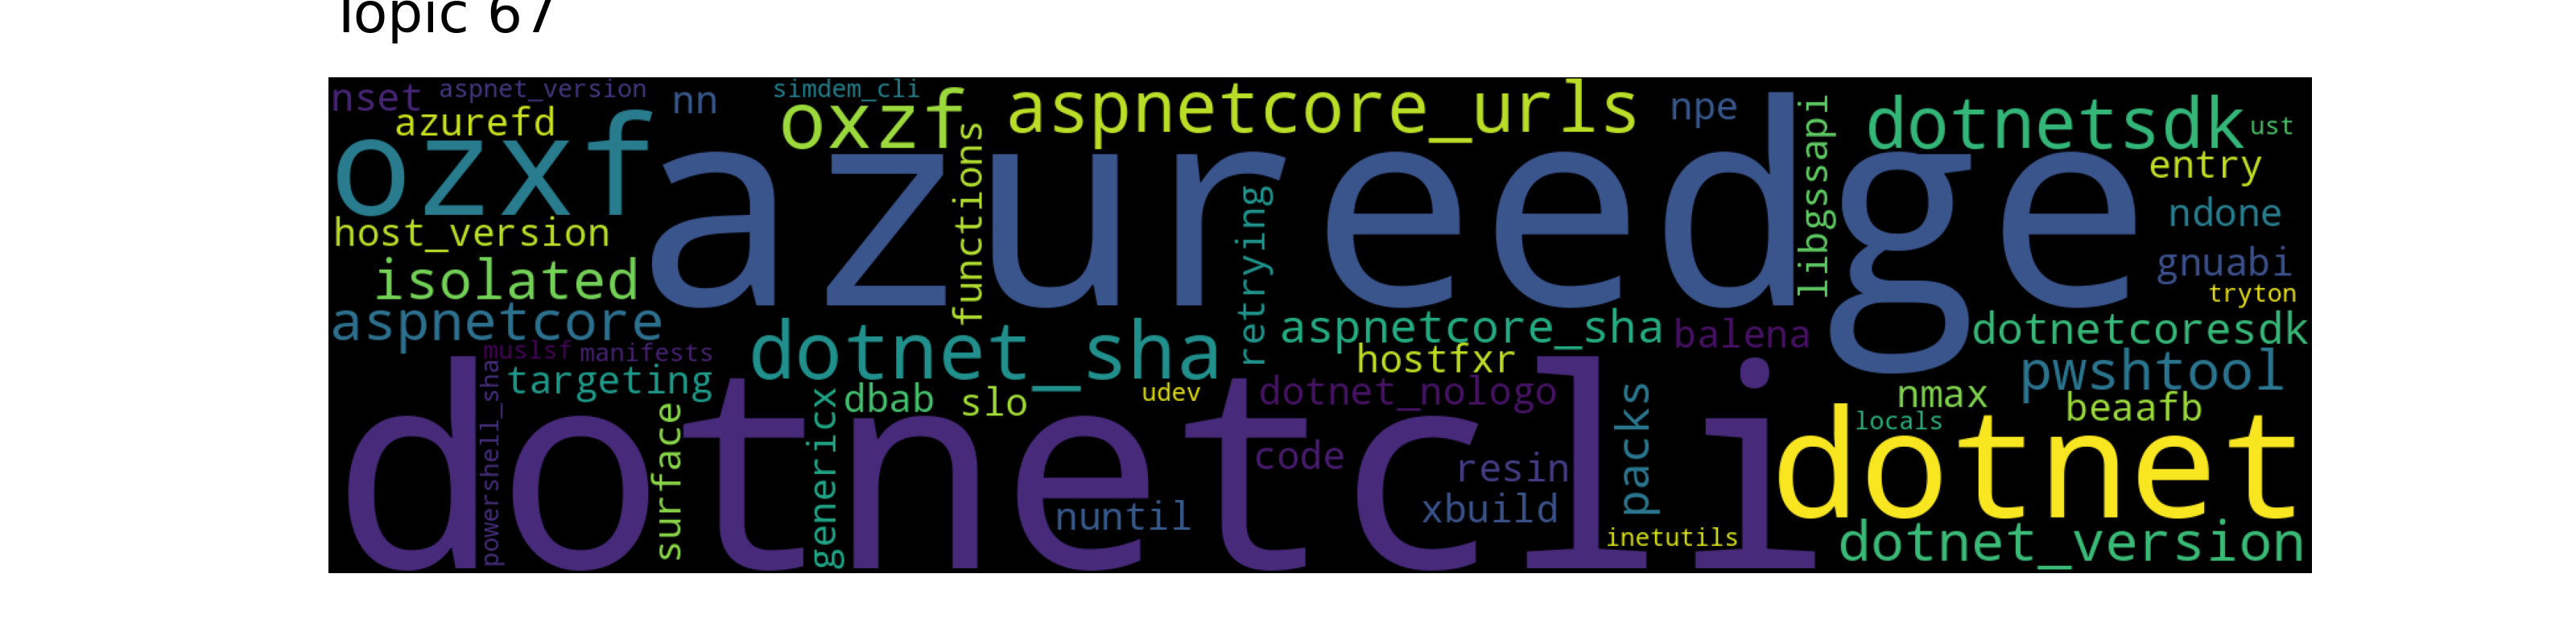 Topic 67
nset aspnet_version nn simdem_cli oxzf aspnetcore_urls npe libgssapi dotnetsdk ust
azurefd
ozxf azureedge entry
functions
retrying
ndone
host_version
gnuabi
isolated
tryton
aspnetcore dotnet_sha aspnetcore_sha balena dotnetcoresdk
muslsf manifests hostfxr pwshtool
targeting dbab slo udev dotnet_nologo packs nmax beaafb
powershell_sha surface genericx locals
dotnetcli dotnet
code resin
nuntil xbuild
inetutils dotnet_version